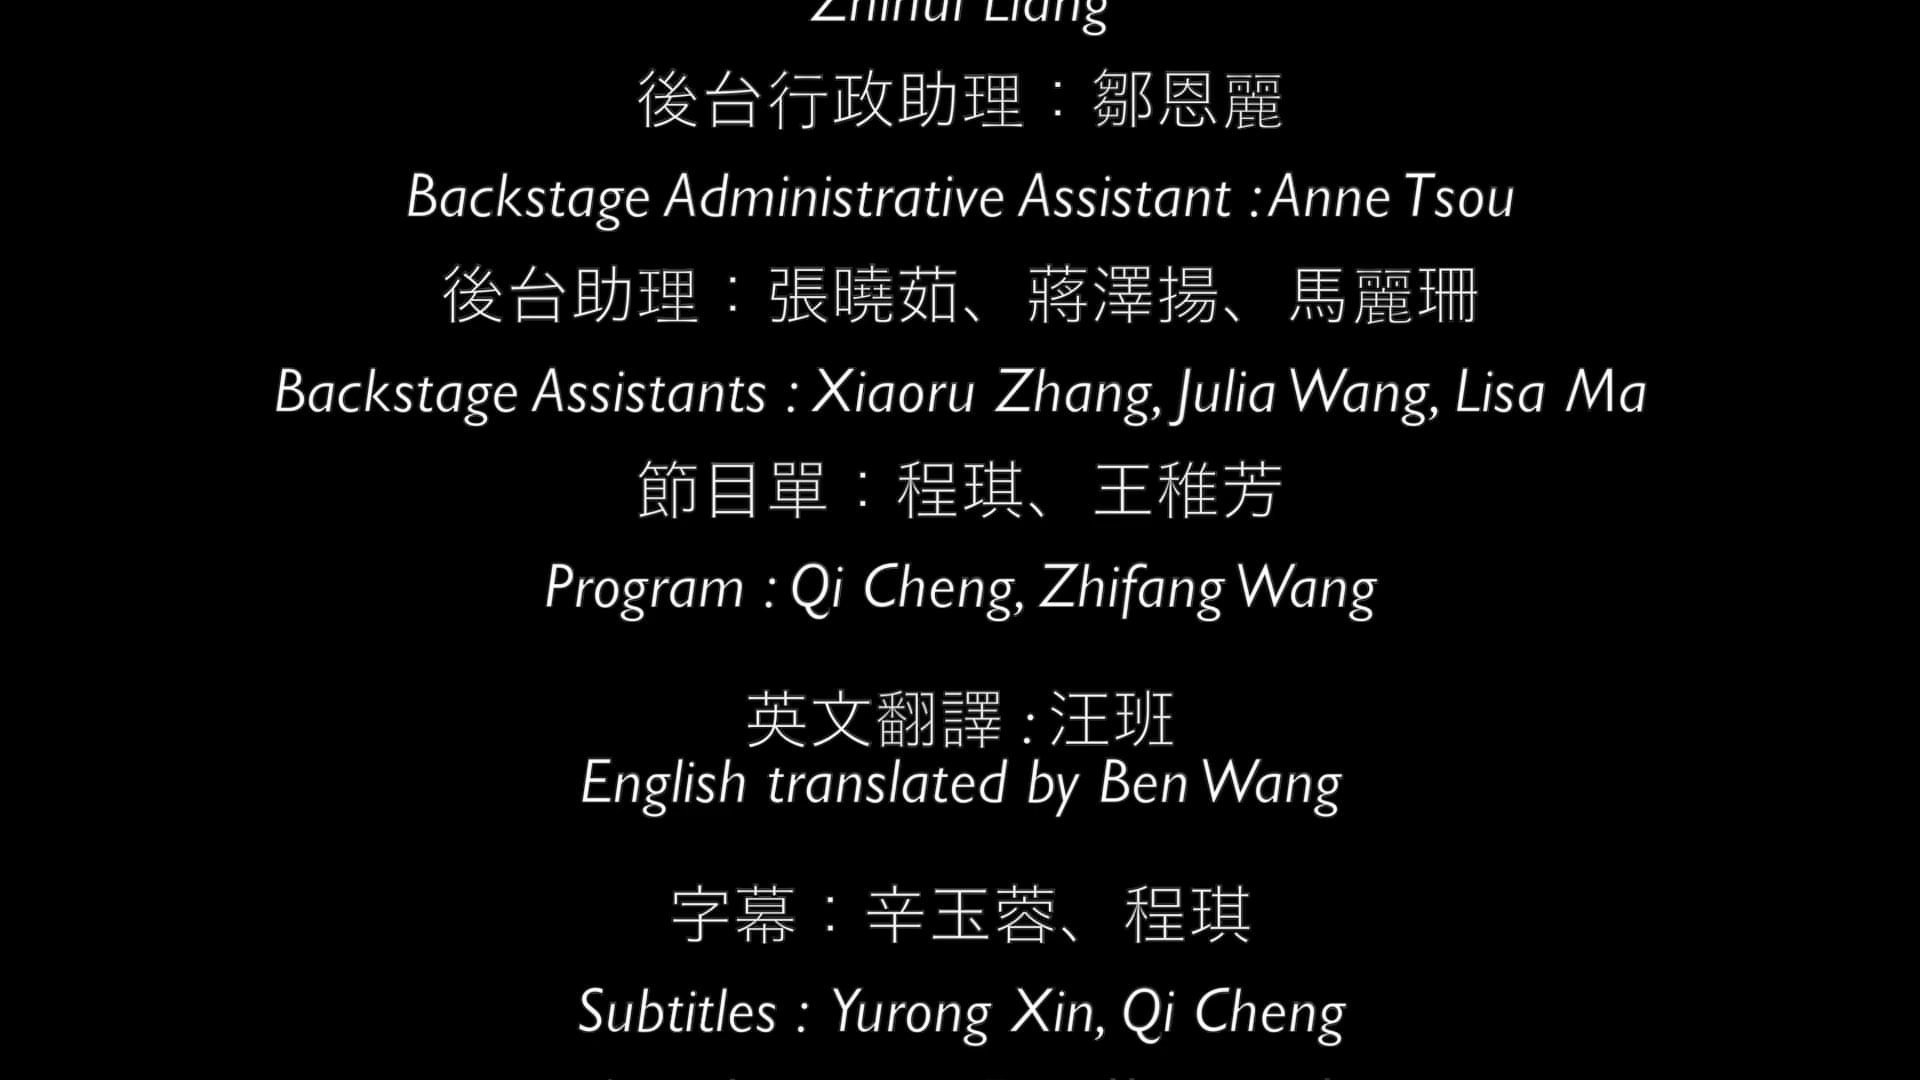 Zhihui Liang
後台行政助理：鄒恩麗
Backstage Administrative Assistant : Anne Tsou
後台助理：張曉茹、蔣澤揚、馬麗珊
Backstage Assistants : Xiaoru Zhang, Julia Wang, Lisa Ma
節目單：程琪、王稚芳
Program : Qi Cheng, Zhifang Wang
英文翻譯 : 汪班
English translated by Ben Wang
字幕：辛玉蓉、程琪
Subtitles : Yurong Xin, Qi Cheng